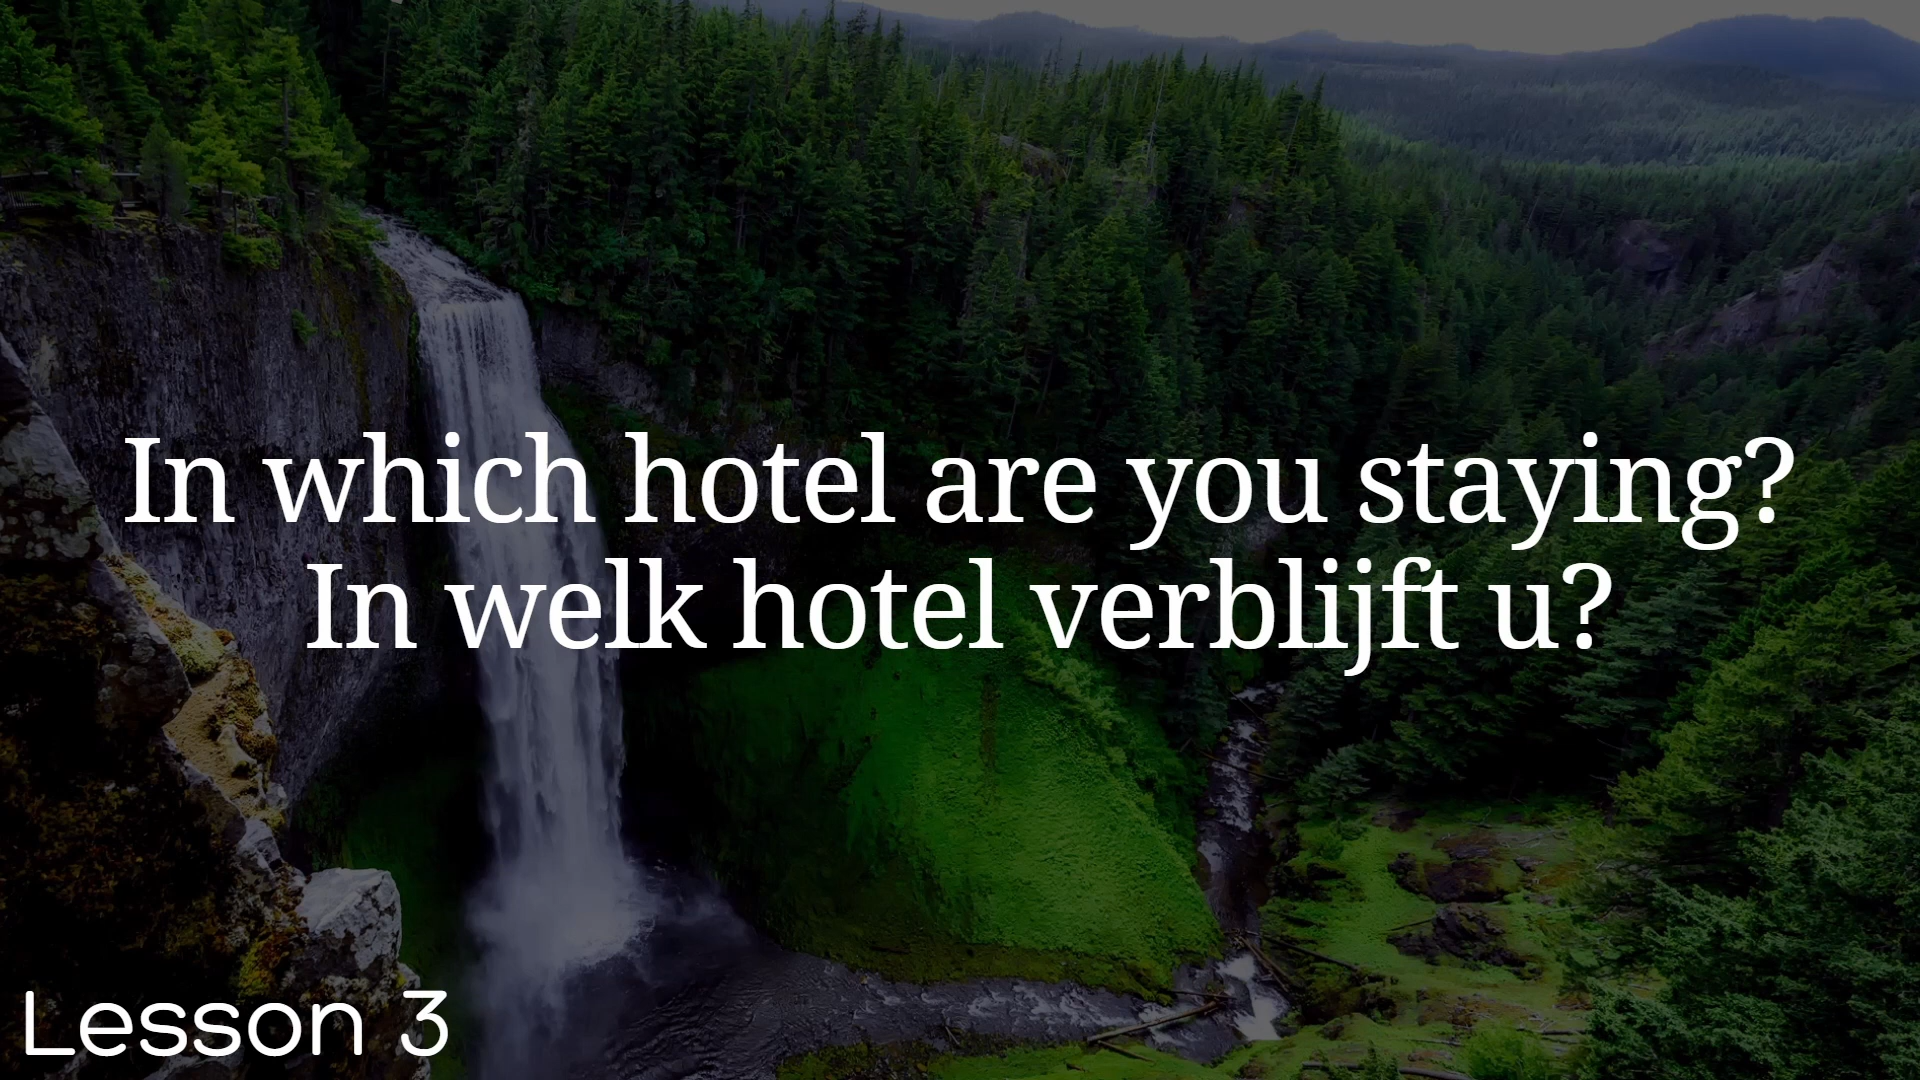 In which hotel are you staying?
In welk hotel verblijft u?
Lesson 3